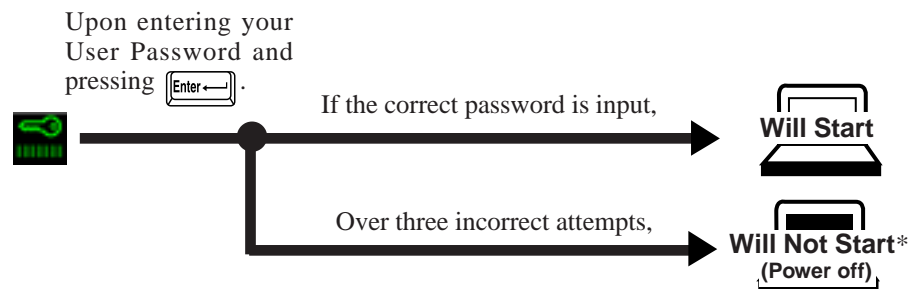 Upon entering your
User Password and
pressing Enter .
If the correct password is input,
Will Start
Over three incorrect attempts,
Will Not Start*
(Power off)